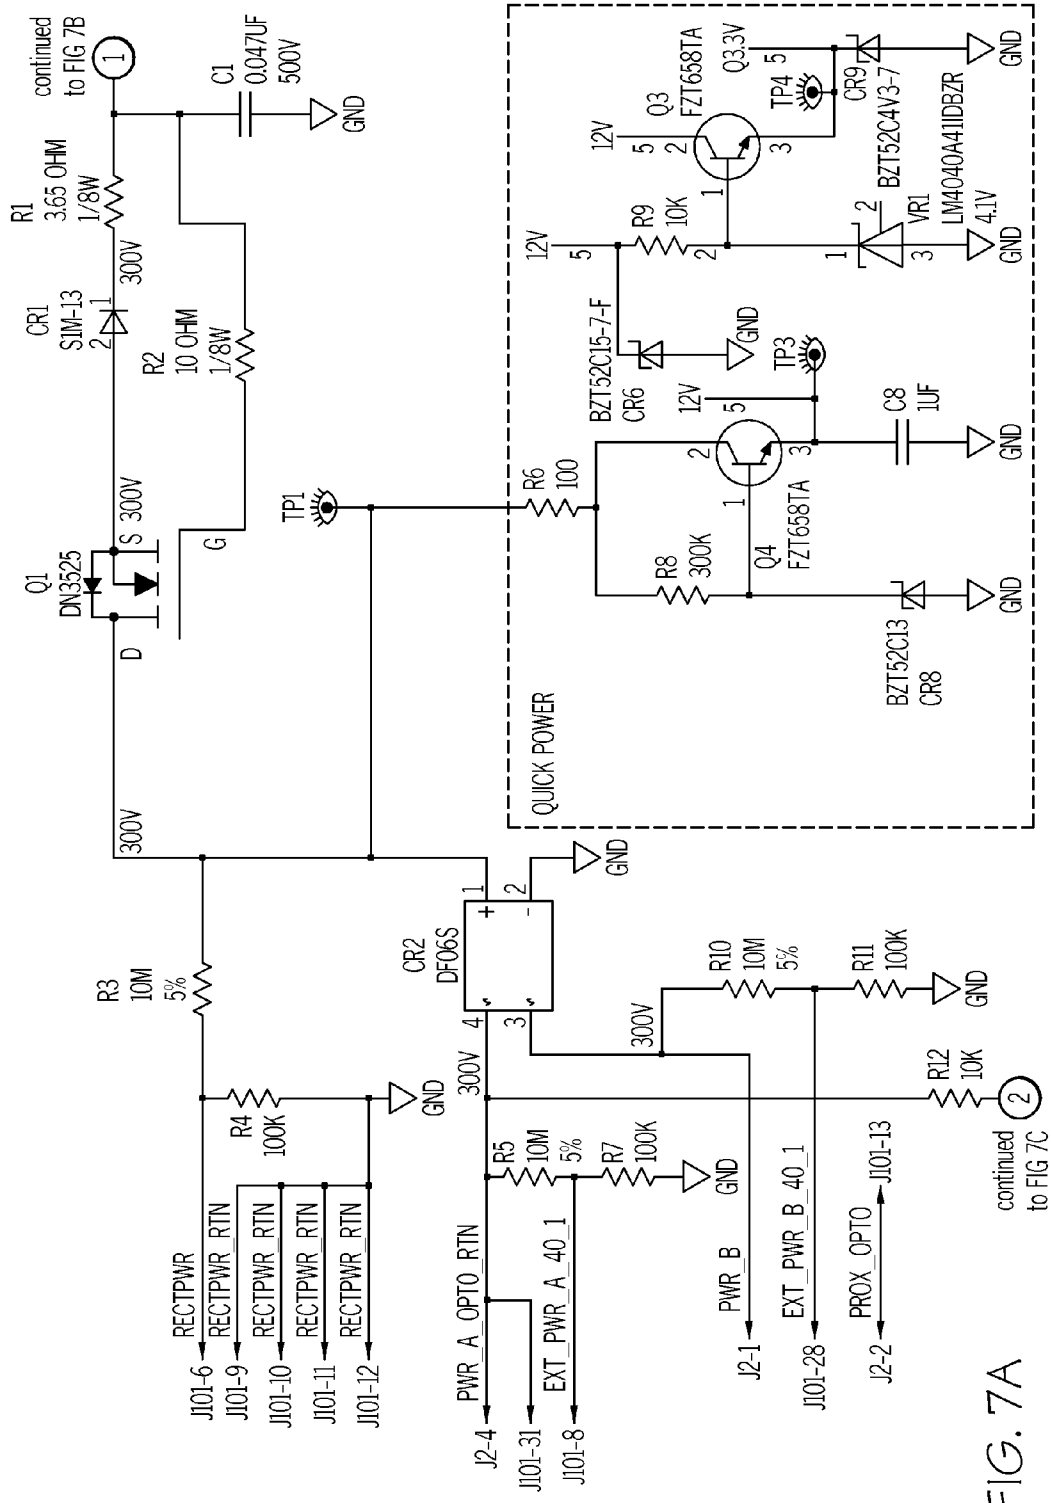 RECTPWR
J101-6
RECTPWR_RTN
J101-9
RECTPWR_RTN
J101-10
RECTPWR_RTN
J101-11
RECTPWR_RTN
J101-12
R4
100K
GND
R3
10M
5%
300V
D
Q1
DN3525
S 300V
G
CR1
S1M-13
2
1
300V
R1
3.65 OHM
1/8W
R2
10 OHM
1/8W
continued
to FIG 7B
1
C1
0.047UF
500V
GND
TP1
PWR_A_OPTO_RTN
J2-4
J101-31
EXT_PWR_A_40_1
J101-8
R5
10M
5%
R7
100K
GND
300V
4
3
CR2
DF06S
+
-
1
2
GND
300V
R10
10M
5%
R11
100K
GND
PWR_B
J2-1
EXT_PWR_B_40_1
J101-28
PROX_OPTO
J2-2
J101-13
R12
10K
2
continued
to FIG 7C
QUICK POWER
R6
100
R8
300K
BZT52C13
CR8
GND
Q4
FZT658TA
1
2
3
12V
5
TP3
C8
1UF
GND
BZT52C15-7-F
CR6
GND
12V
5
R9
10K
2
1
2
3
VR1
LM4040A41IDBZR
4.1V
GND
12V
5
2
1
3
Q3
FZT658TA
TP4
Q3.3V
5
CR9
BZT52C4V3-7
GND
FIG. 7A